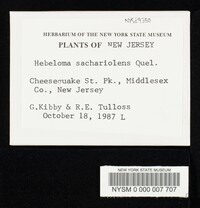 HERBARIUM OF THE NEW YORK STATE MUSEUM
PLANTS OF NEW JERSEY
Hebeloma sachariolens Quel.
Cheesequake St. Pk., Middlesex
Co., New Jersey
G.Kibby & R.E. Tulloss
October 18, 1987 L
NEW YORK STATE MUSEUM
NYSM 0 000 007 707